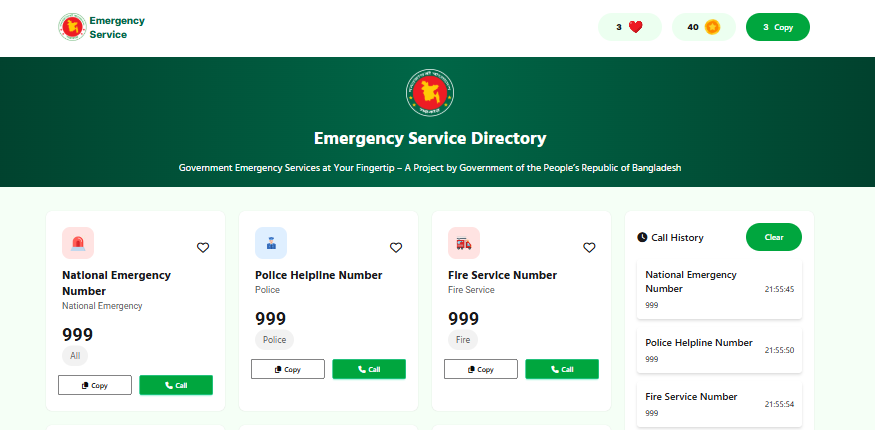 Emergency
Service
3
40
3 Copy
Emergency Service Directory
Government Emergency Services at Your Fingertip – A Project by Government of the People's Republic of Bangladesh
National Emergency
Number
National Emergency
999
All
Copy
Call
Police Helpline Number
Police
999
Police
Copy
Call
Fire Service Number
Fire Service
999
Fire
Copy
Call
Call History
Clear
National Emergency
Number
999
21:55:45
Police Helpline Number
999
21:55:50
Fire Service Number
999
21:55:54